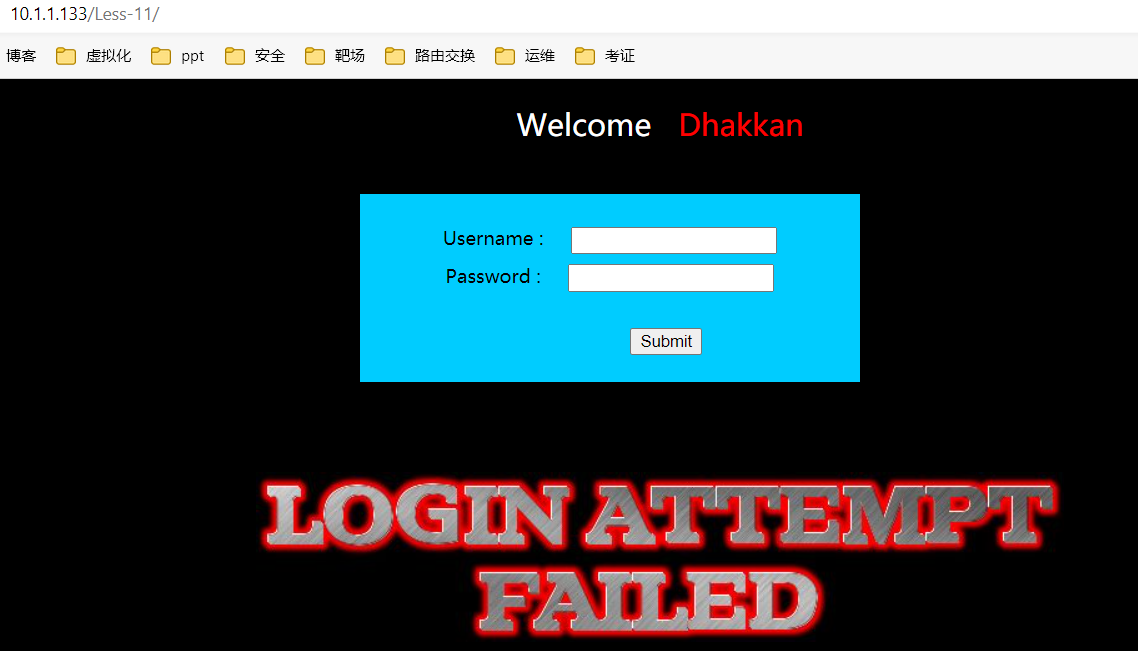 10.1.1.133/Less-11/
博客 虚拟化 ppt 安全 靶场 路由交换 运维 考证
Welcome Dhakkan
Username :
Password :
Submit
LOGIN ATTEMPT
FAILED